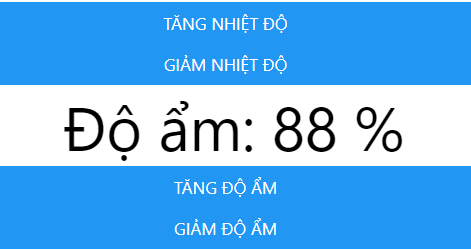 TĂNG NHIỆT ĐỘ
GIẢM NHIỆT ĐỘ
Độ ẩm: 88 %
TĂNG ĐỘ ẨM
GIẢM ĐỘ ẨM